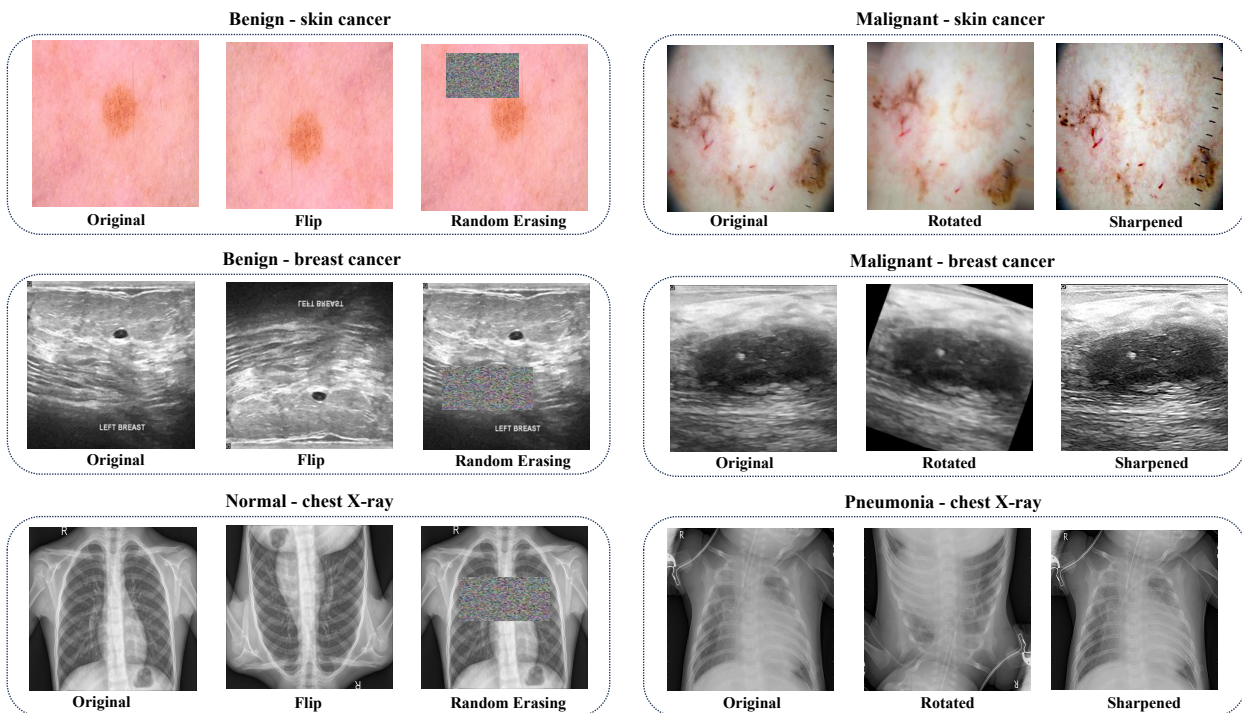 Benign - skin cancer
Original
Flip
Random Erasing
Malignant - skin cancer
Original
Rotated
Sharpened
Benign - breast cancer
LEFT BREAST
LEFT BREAST
LEFT BREAST
Original
Flip
Random Erasing
Malignant - breast cancer
Original
Rotated
Sharpened
Normal - chest X-ray
R
R
R
Original
Flip
Random Erasing
Pneumonia - chest X-ray
R
R
R
Original
Rotated
Sharpened